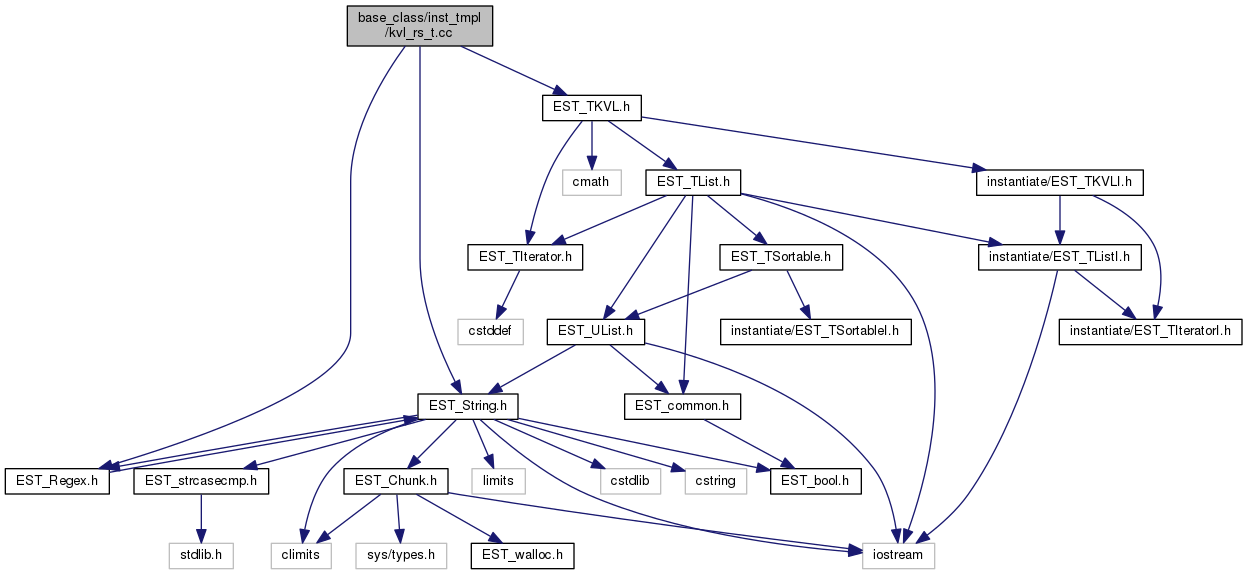 base_class/inst_tmpl
/kvl_rs_t.cc
EST_TKVL.h
cmath
EST_TList.h
instantiate/EST_TKVLI.h
EST_TIterator.h
EST_TSortable.h
instantiate/EST_TListI.h
cstddef
EST_UList.h
instantiate/EST_TSortableI.h
instantiate/EST_TIteratorI.h
EST_String.h
EST_common.h
EST_Regex.h
EST_strcasecmp.h
EST_Chunk.h
limits
cstdlib
cstring
EST_bool.h
stdlib.h
climits
sys/types.h
EST_walloc.h
iostream